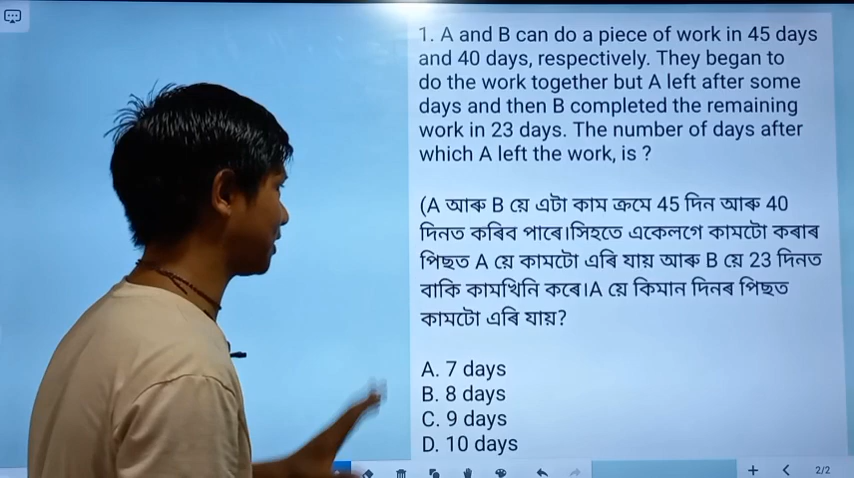 1. A and B can do a piece of work in 45 days
and 40 days, respectively. They began to
do the work together but A left after some
days and then B completed the remaining
work in 23 days. The number of days after
which A left the work, is ?
(A আৰু B য়ে এটা কাম ক্ৰমে 45 দিন আৰু 40
দিনত কৰিব পাৰে।সিহতে একেলগে কামটো কৰাৰ
পিছত A য়ে কামটো এৰি যায় আৰু B য়ে 23 দিনত
বাকি কামখিনি কৰে।A য়ে কিমান দিনৰ পিছত
কামটো এৰি যায়?
A. 7 days
B. 8 days
C. 9 days
D. 10 days
2/2